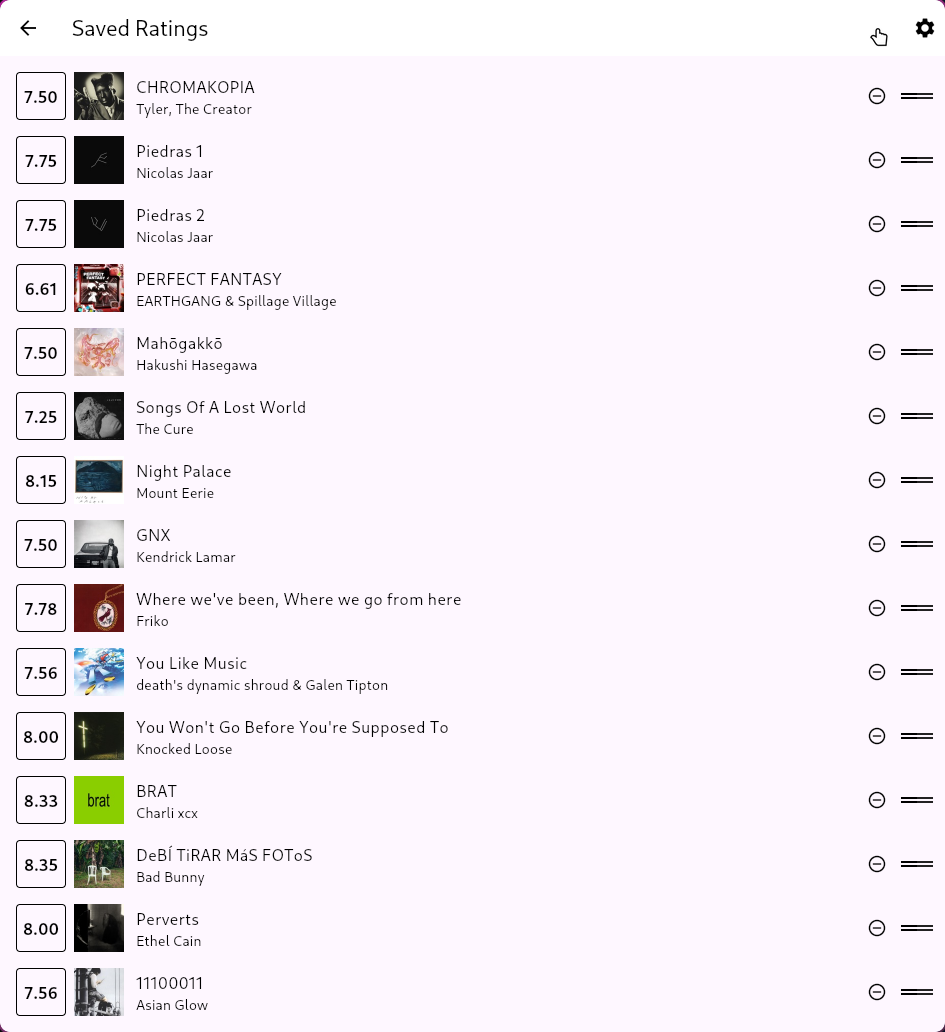 Saved Ratings
7.50
CHROMAKOPIA
Tyler, The Creator
7.75
Piedras 1
Nicolas Jaar
7.75
Piedras 2
Nicolas Jaar
6.61
PERFECT FANTASY
PERFECT FANTASY
EARTHGANG & Spillage Village
7.50
Mahōgakkō
Hakushi Hasegawa
7.25
Songs Of A Lost World
The Cure
8.15
Night Palace
Mount Eerie
7.50
GNX
Kendrick Lamar
7.78
Where we've been, Where we go from here
Friko
7.56
You Like Music
death's dynamic shroud & Galen Tipton
8.00
You Won't Go Before You're Supposed To
Knocked Loose
8.33
brat
BRAT
Charli xcx
8.35
DeBÍ TiRAR MáS FOToS
Bad Bunny
8.00
Perverts
Ethel Cain
7.56
11100011
Asian Glow